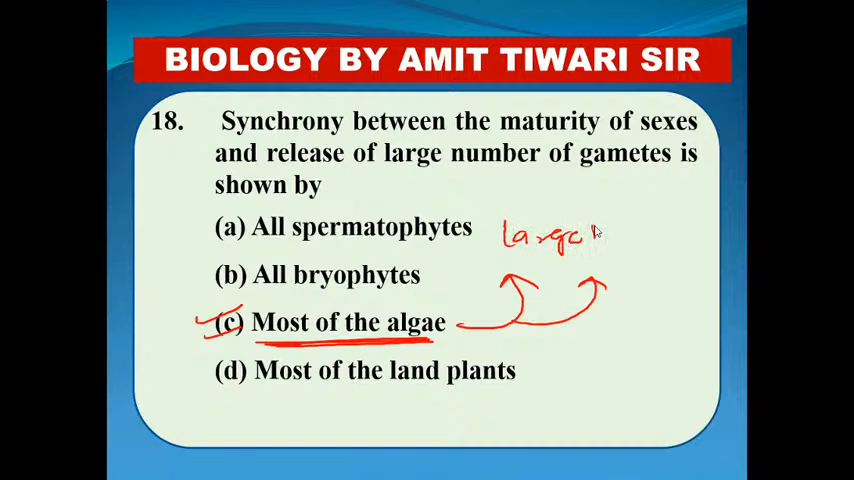 BIOLOGY BY AMIT TIWARI SIR
18. Synchrony between the maturity of sexes
and release of large number of gametes is
shown by
(a) All spermatophytes
large
(b) All bryophytes
(c) Most of the algae
(d) Most of the land plants